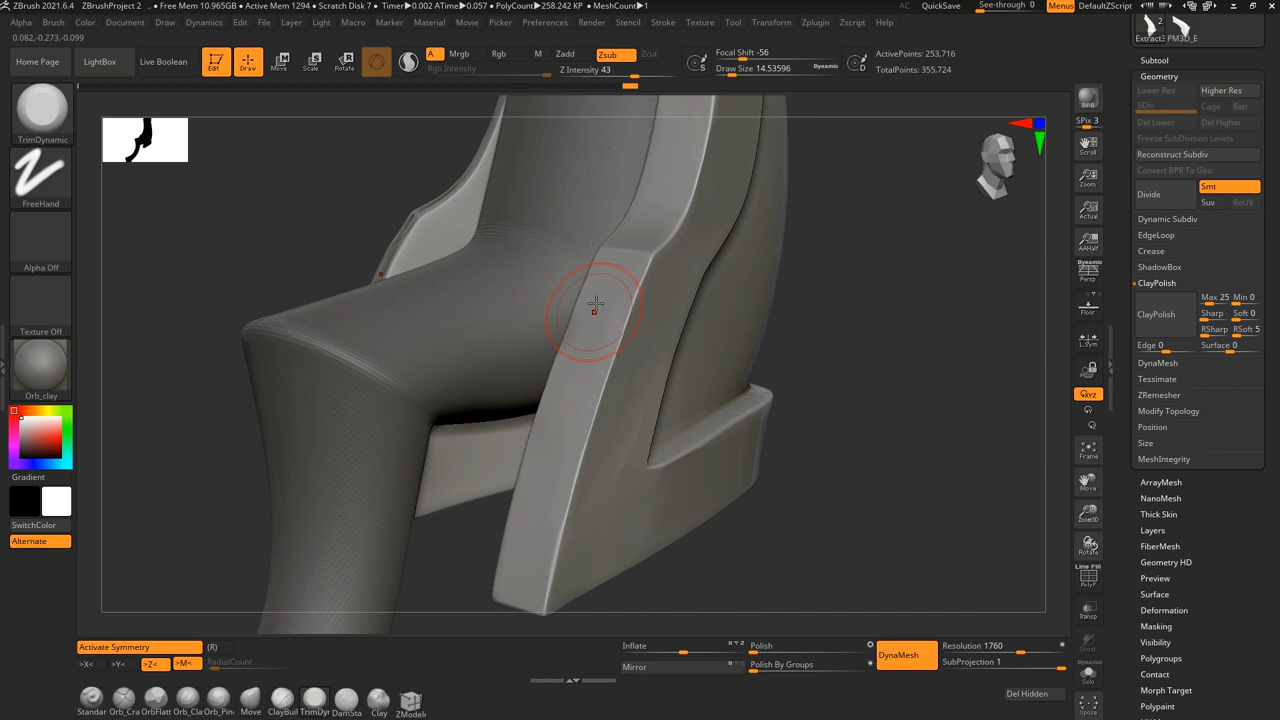 ZBrush 2021.6.4 ZBrushProject 2 .. • Free Mem 10.965GB • Active Mem 1294 • Scratch Disk 7 • Timer▶0.002 ATime▶0.057 • PolyCount▶258.242 KP • MeshCount▶1 AC QuickSave See-through 0 Menus DefaultZScript
Alpha Brush Color Document Draw Dynamics Edit File Layer Light Macro Marker Material Movie Picker Preferences Render Stencil Stroke Texture Tool Transform Zplugin Zscript Help
0.082,-0.273,-0.099
Home Page LightBox Live Boolean Edit Draw Move Scale Rotate
A Mrgb Rgb M Zadd Zsub Zcut
Rgb Intensity Z Intensity 43
Focal Shift -56
Draw Size 14.53596 Dynamic
S D
ActivePoints: 253,716
TotalPoints: 355,724
TrimDynamic
FreeHand
Alpha Off
Texture Off
Orb_clay
Gradient
SwitchColor
Alternate
BPR
SPix 3
Scroll
Zoom
Actual
AAHalf
Dynamic
Persp
Floor
L.Sym
XYZ
Frame
Move
Zoom3D
Rotate
Line Fill
PolyF
Transp
Ghost
Dynamic
Solo
Xpose
2
Extract3 PM3D_E
Subtool
Geometry
Lower Res Higher Res
SDiv Cage Rstr
Del Lower Del Higher
Freeze SubDivision Levels
Reconstruct Subdiv
Convert BPR To Geo
Divide Smt
Suv ReUV
Dynamic Subdiv
EdgeLoop
Crease
ShadowBox
ClayPolish
ClayPolish Max 25 Min 0
Sharp Soft 0
RSharp RSoft 5
Edge 0 Surface 0
DynaMesh
Tessimate
ZRemesher
Modify Topology
Position
Size
MeshIntegrity
ArrayMesh
NanoMesh
Thick Skin
Layers
FiberMesh
Geometry HD
Preview
Surface
Deformation
Masking
Visibility
Polygroups
Contact
Morph Target
Polypaint
Activate Symmetry (R)
>X< >Y< >Z< >M< RadialCount
Inflate Polish
Mirror Polish By Groups
DynaMesh
Resolution 1760
SubProjection 1
Del Hidden
Standar Orb_Cra OrbFlatt Orb_Cla Orb_Pin Move ClayBuil TrimDy DamSta Clay ZModele